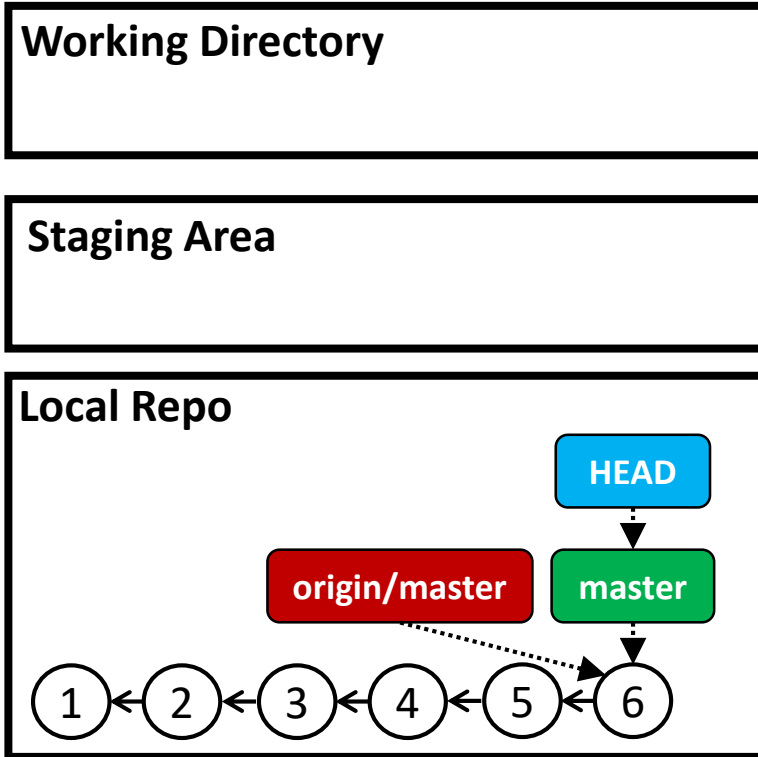 Working Directory
Staging Area
Local Repo
HEAD
origin/master
master
1
2
3
4
5
6